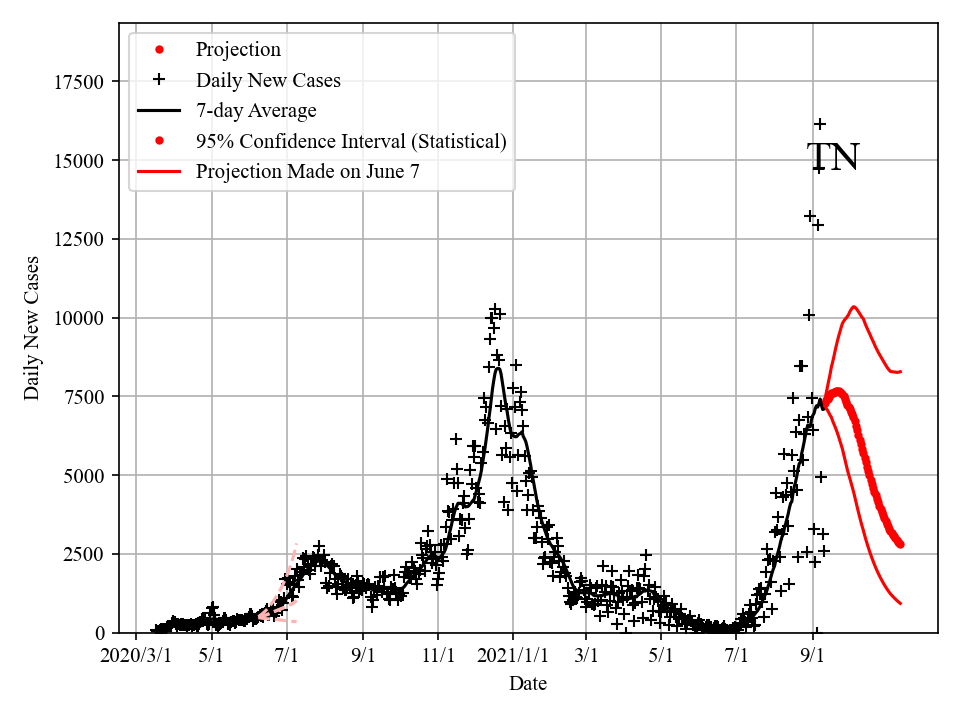 Projection
Daily New Cases
7-day Average
95% Confidence Interval (Statistical)
Projection Made on June 7
TN
17500
15000
12500
10000
7500
5000
2500
0
Daily New Cases
2020/3/1 5/1 7/1 9/1 11/1 2021/1/1 3/1 5/1 7/1 9/1
Date